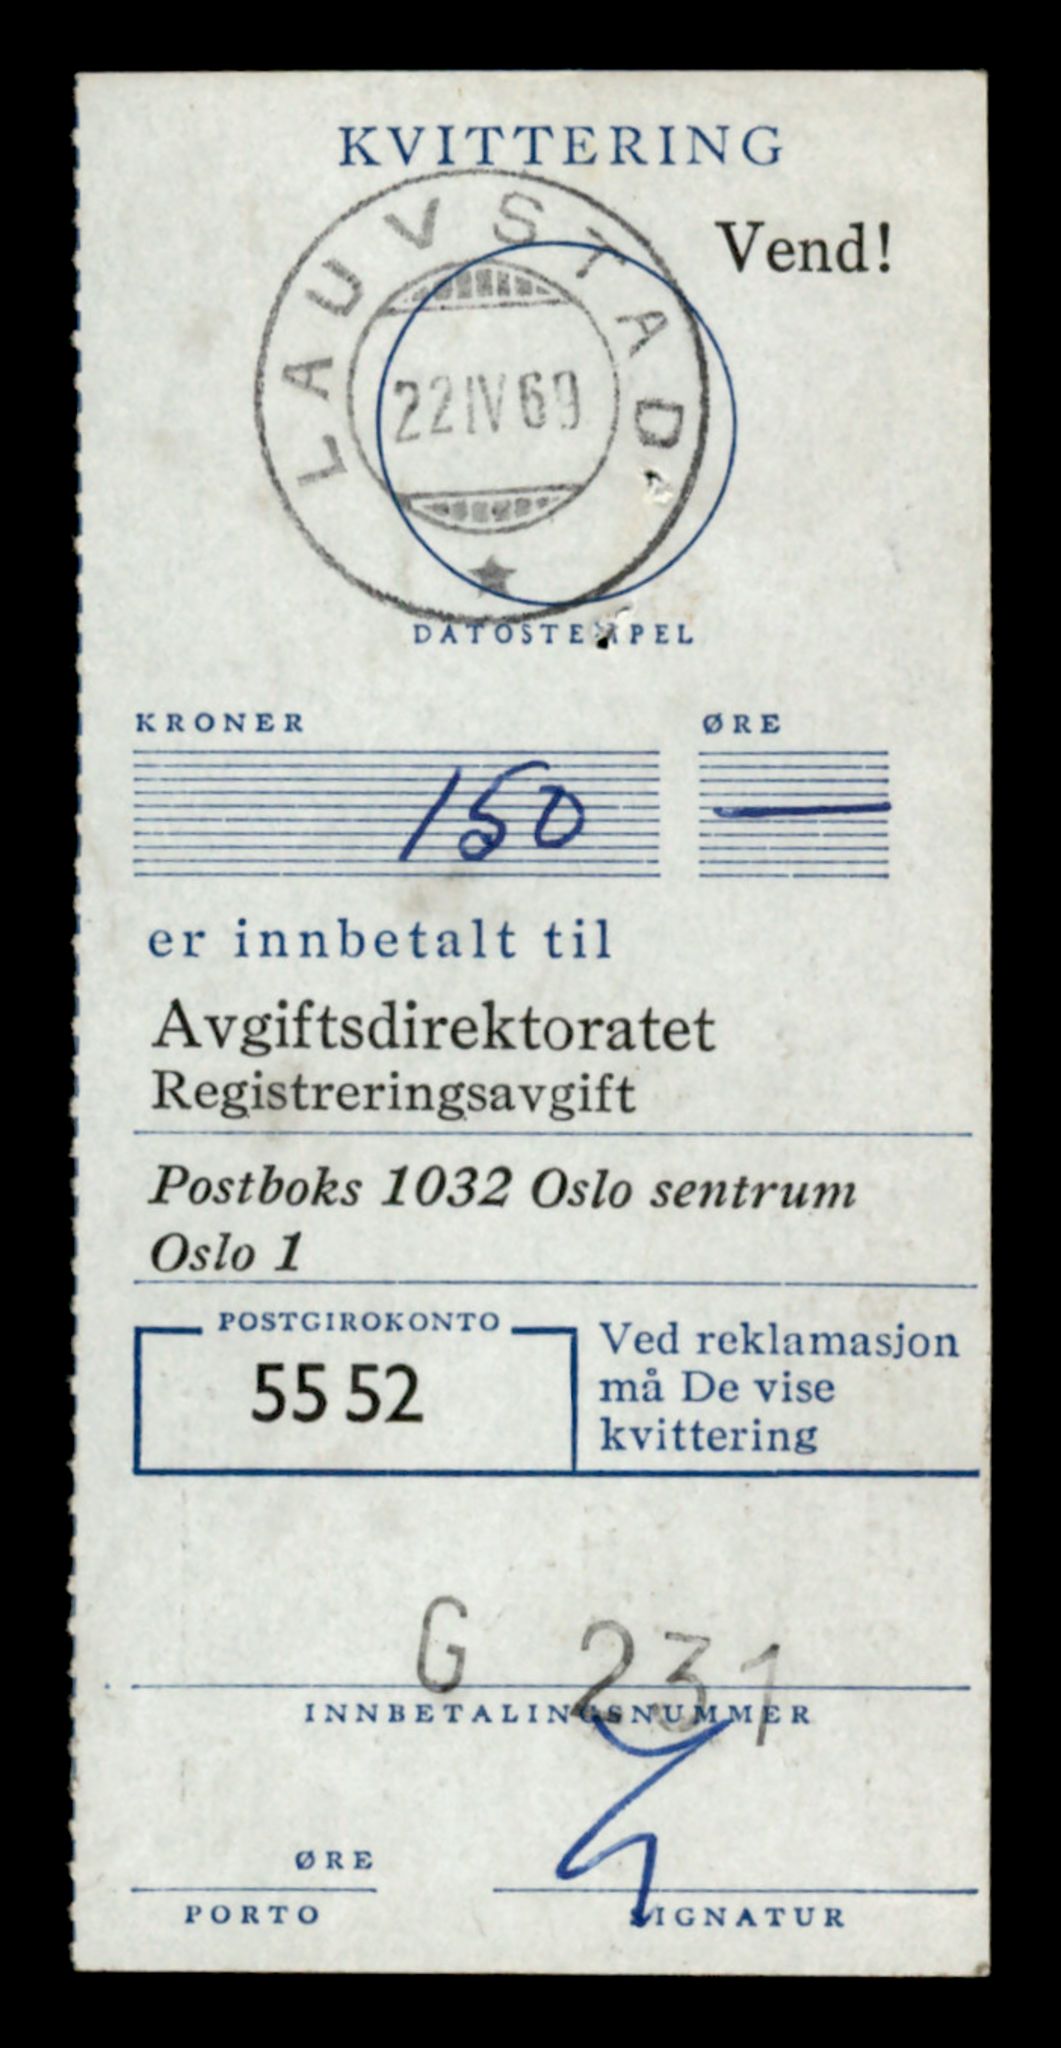 KVITTERING
Vend!
LAUVSTAD
22 IV 69
DATOSTEMPEL
KRONER ØRE
150 —
er innbetalt til
Avgiftsdirektoratet
Registreringsavgift
Postboks 1032 Oslo sentrum
Oslo 1
POSTGIROKONTO
55 52
Ved reklamasjon
må De vise
kvittering
G 231
INNBETALINGSNUMMER
ØRE
PORTO SIGNATUR